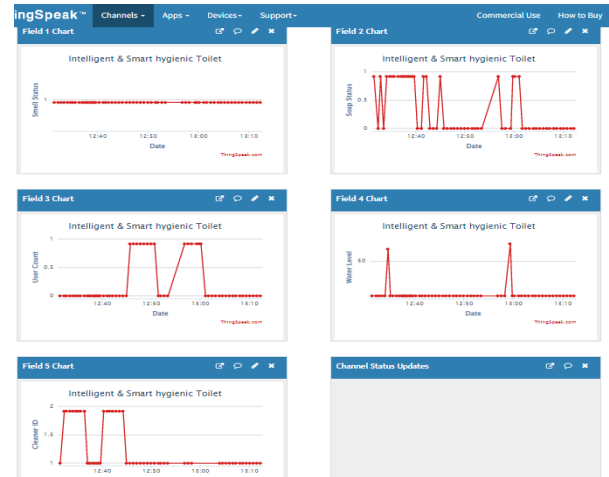 ingSpeak™ Channels Apps Devices Support Commercial Use How to Buy
Field 1 Chart
Intelligent & Smart hygienic Toilet
Smell Status
1
12:40 12:50 13:00 13:10
Date
ThingSpeak.com
Field 2 Chart
Intelligent & Smart hygienic Toilet
Soap Status
1
0.5
0
12:40 12:50 13:00 13:10
Date
ThingSpeak.com
Field 3 Chart
Intelligent & Smart hygienic Toilet
User Count
1
0.5
0
12:40 12:50 13:00 13:10
Date
ThingSpeak.com
Field 4 Chart
Intelligent & Smart hygienic Toilet
Water Level
50
12:40 12:50 13:00 13:10
Date
ThingSpeak.com
Field 5 Chart
Intelligent & Smart hygienic Toilet
Cleaner ID
2
1.5
1
12:40 12:50 13:00 13:10
Channel Status Updates